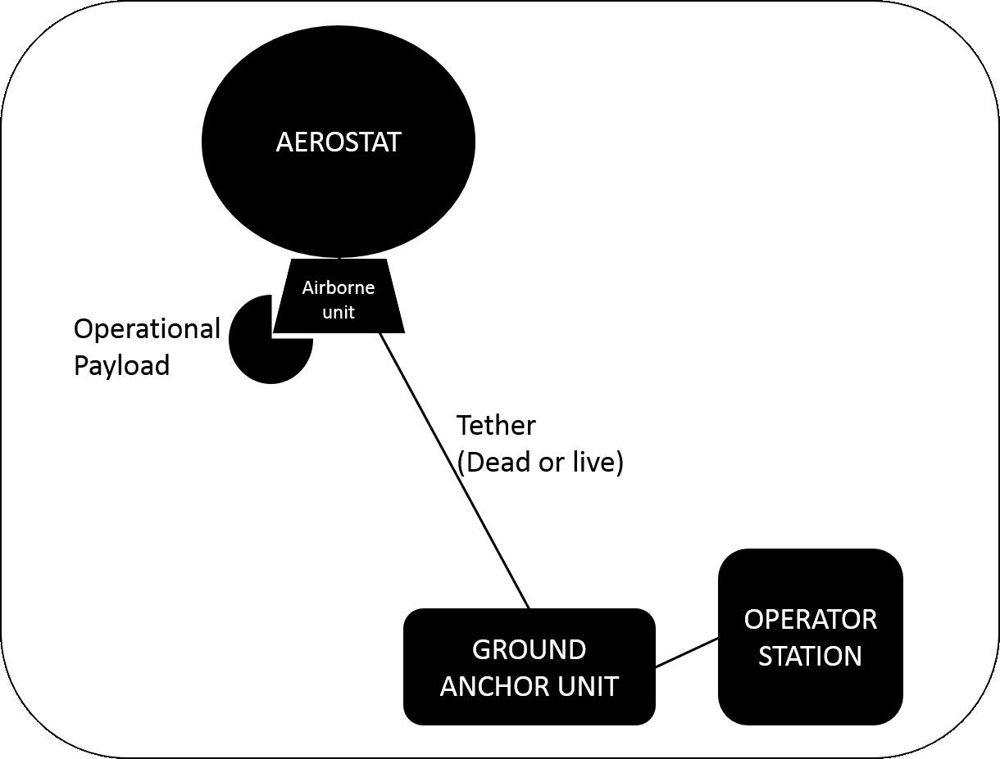 AEROSTAT
Airborne
unit
Operational
Payload
Tether
(Dead or live)
GROUND
ANCHOR UNIT
OPERATOR
STATION